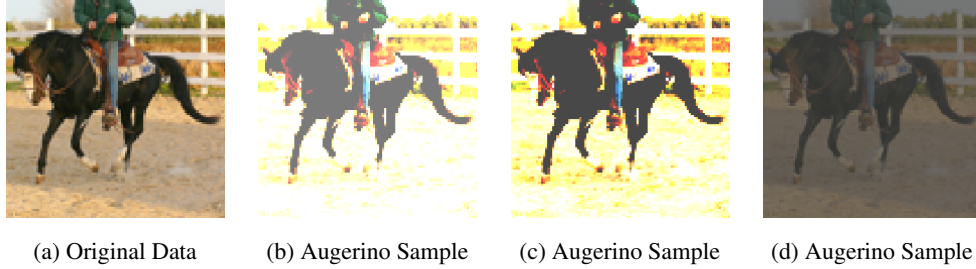 (a) Original Data
(b) Augerino Sample
(c) Augerino Sample
(d) Augerino Sample